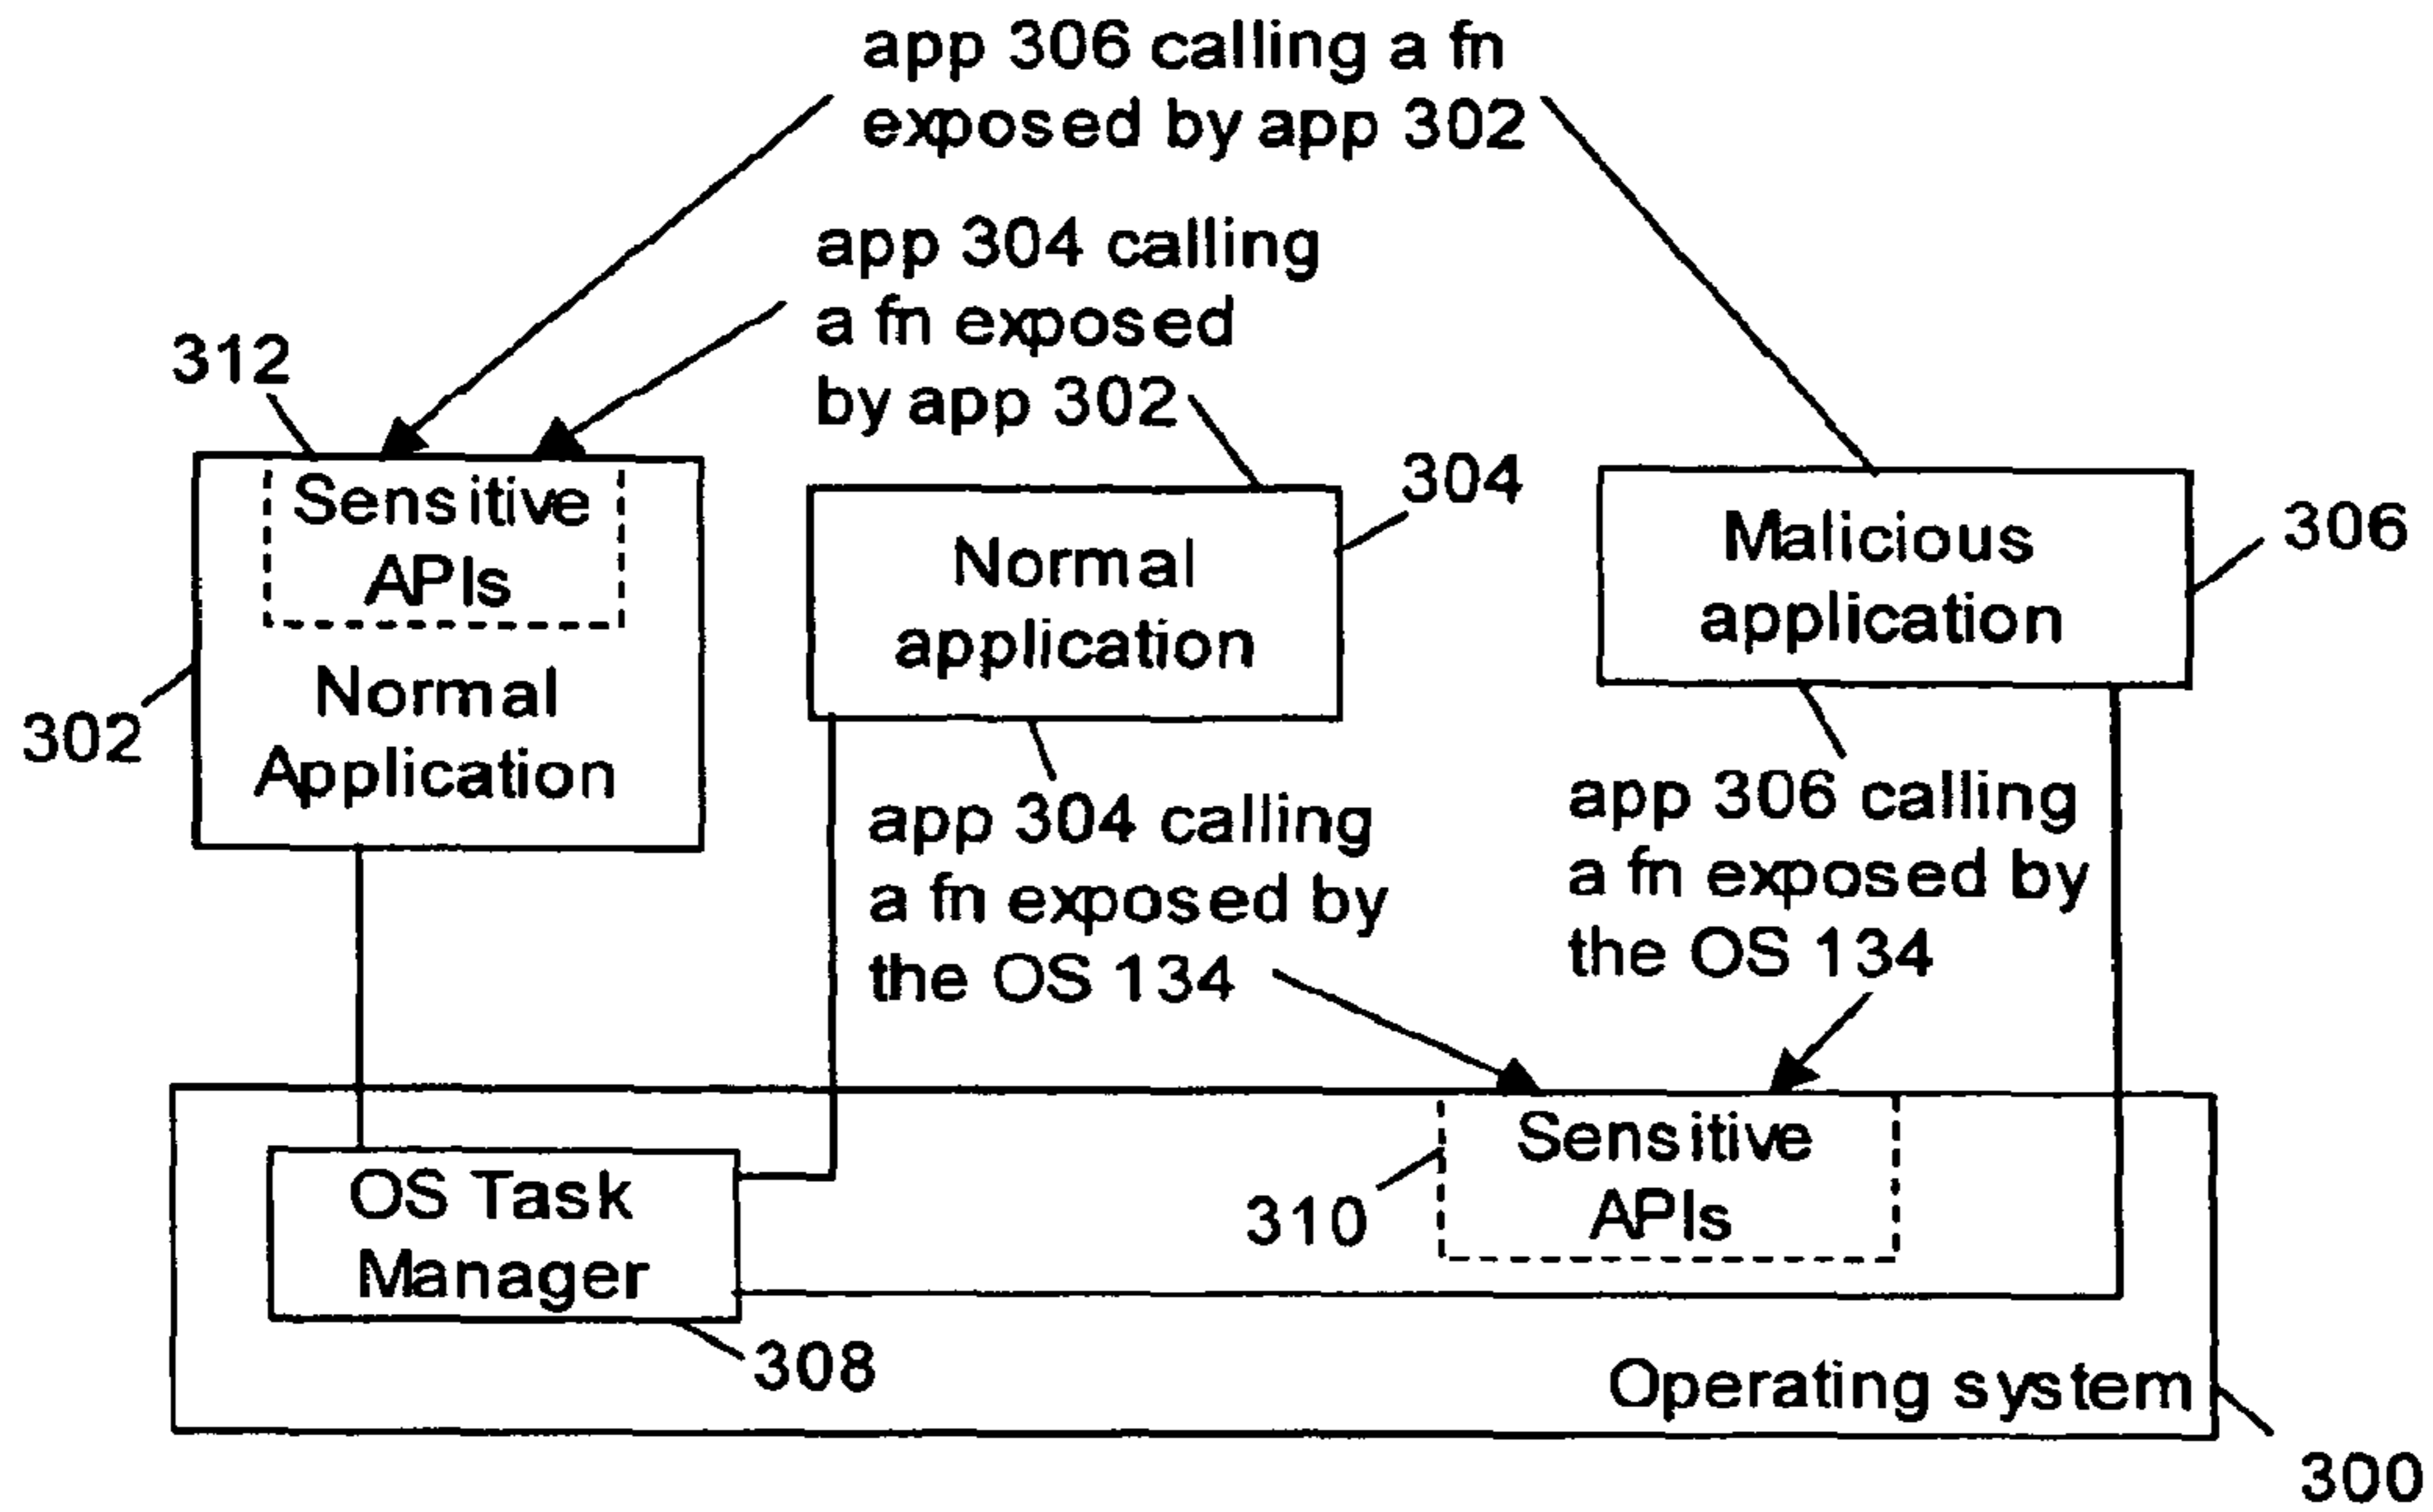 app 306 calling a fn
exposed by app 302
app 304 calling
a fn exposed
by app 302
312
Sensitive
APIs
Normal
Application
302
Normal
application
304
Malicious
application
306
app 304 calling
a fn exposed by
the OS 134
app 306 calling
a fn exposed by
the OS 134
OS Task
Manager
308
Sensitive
APIs
310
Operating system
300